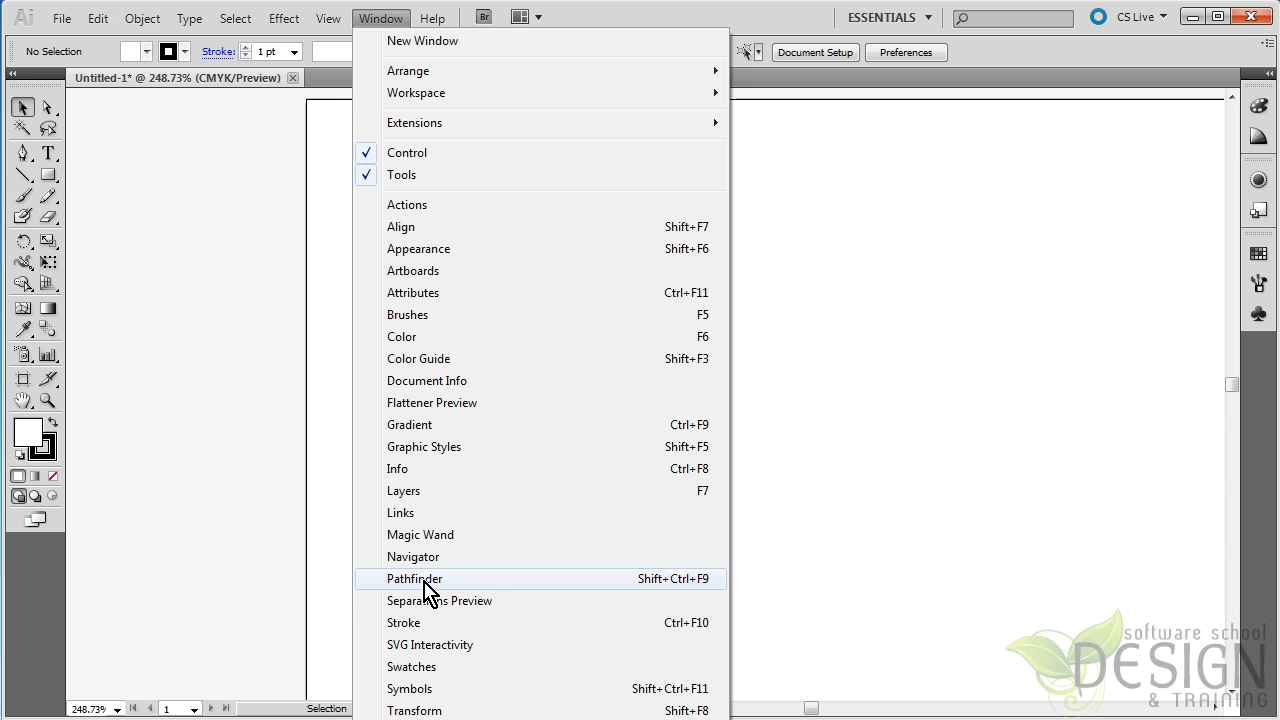 Ai File Edit Object Type Select Effect View Window Help Br ESSENTIALS CS Live
No Selection Stroke: 1 pt Document Setup Preferences
Untitled-1* @ 248.73% (CMYK/Preview)
New Window
Arrange
Workspace
Extensions
Control
Tools
Actions
Align Shift+F7
Appearance Shift+F6
Artboards
Attributes Ctrl+F11
Brushes F5
Color F6
Color Guide Shift+F3
Document Info
Flattener Preview
Gradient Ctrl+F9
Graphic Styles Shift+F5
Info Ctrl+F8
Layers F7
Links
Magic Wand
Navigator
Pathfinder Shift+Ctrl+F9
Separations Preview
Stroke Ctrl+F10
SVG Interactivity
Swatches
Symbols Shift+Ctrl+F11
Transform Shift+F8
248.73% 1 Selection
software school
DESIGN
& TRAINING